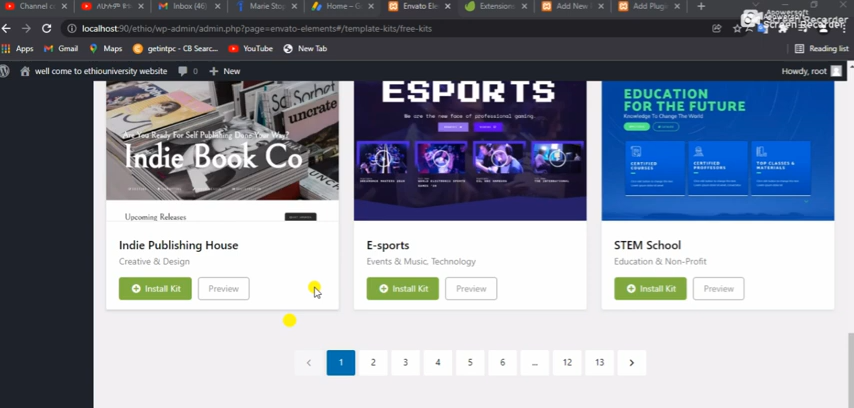 Channel c
ALıAማı ī
Inbox (46)
Marie Sto
Home – G
Envato Ele
Extensions
Add New
Add Plug
Apowersoft
Screen Recorder
localhost:90/ethio/wp-admin/admin.php?page=envato-elements#/template-kits/free-kits
Apps
Gmail
Maps
getintpc - CB Searc...
YouTube
New Tab
Reading list
well come to ethiouniversity website
0
New
Howdy, root
uncrate
Are You Ready For Self Publishing Done Your Way?
Indie Book Co
Upcoming Releases
ESPORTS
We are the new face of professional gaming
EDUCATION
FOR THE FUTURE
Knowledge To Change The World
CERTIFIED
COURSES
CERTIFIED
PROFFESORS
TOP CLASSES &
MATERIALS
Indie Publishing House
Creative & Design
Install Kit
Preview
E-sports
Events & Music, Technology
Install Kit
Preview
STEM School
Education & Non-Profit
Install Kit
Preview
‹ 1 2 3 4 5 6 ... 12 13 ›